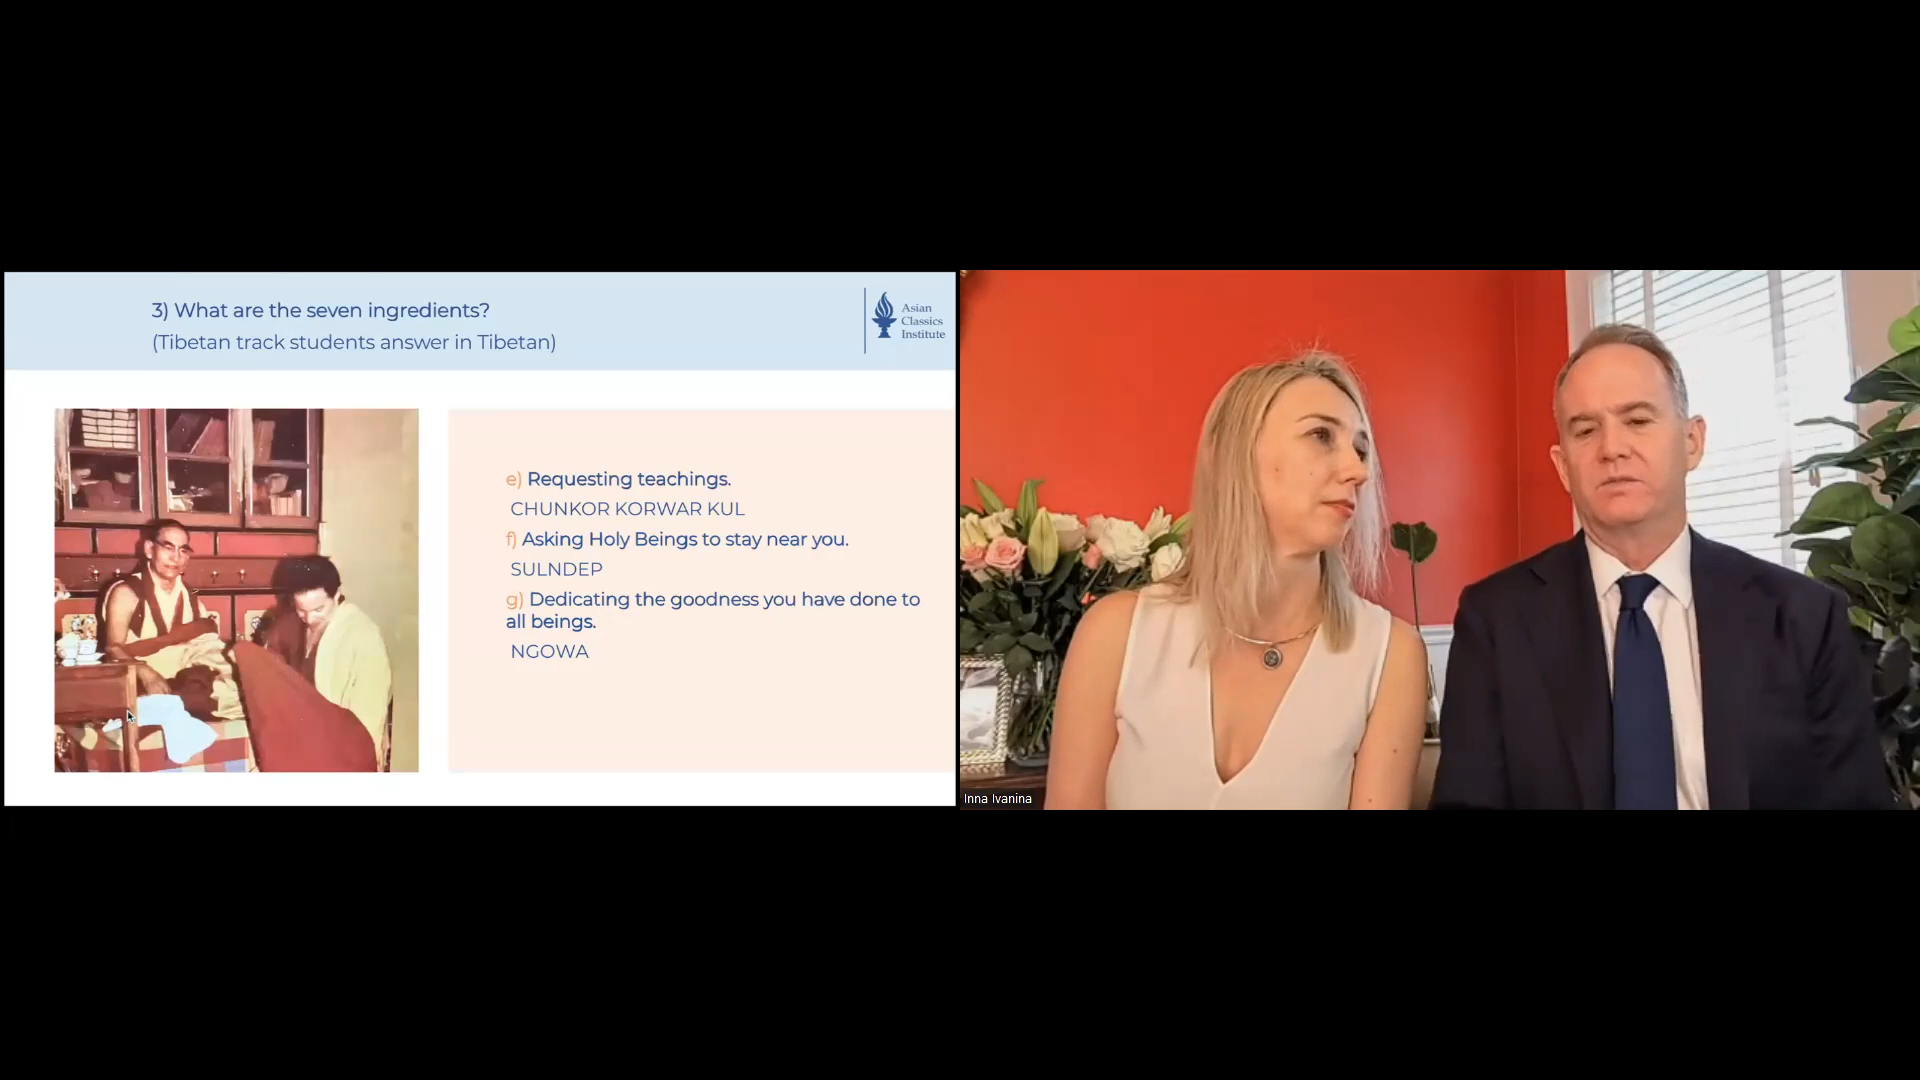 3) What are the seven ingredients?
(Tibetan track students answer in Tibetan)
Asian
Classics
Institute
e) Requesting teachings.
CHUNKOR KORWAR KUL
f) Asking Holy Beings to stay near you.
SULNDEP
g) Dedicating the goodness you have done to
all beings.
NGOWA
Inna Ivanina